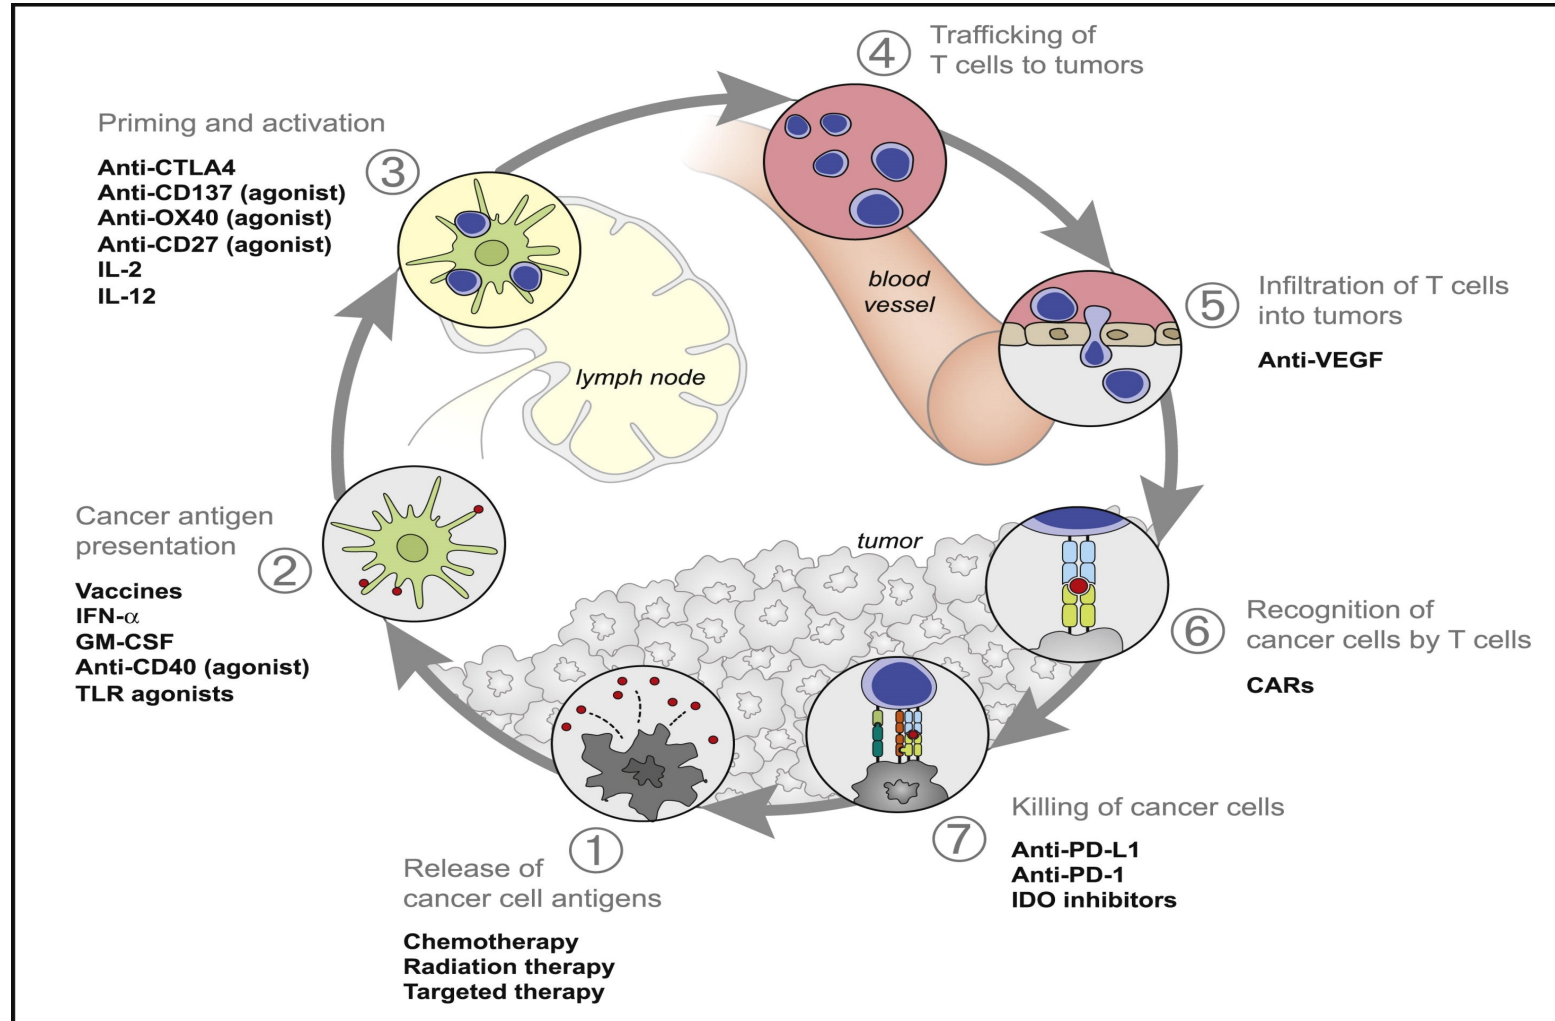 ④
Trafficking of
T cells to tumors
Priming and activation
③
Anti-CTLA4
Anti-CD137 (agonist)
Anti-OX40 (agonist)
Anti-CD27 (agonist)
IL-2
IL-12
blood
vessel
⑤
Infiltration of T cells
into tumors
Anti-VEGF
lymph node
Cancer antigen
presentation
②
Vaccines
IFN-α
GM-CSF
Anti-CD40 (agonist)
TLR agonists
tumor
⑥
Recognition of
cancer cells by T cells
CARs
⑦
Killing of cancer cells
Anti-PD-L1
Anti-PD-1
IDO inhibitors
①
Release of
cancer cell antigens
Chemotherapy
Radiation therapy
Targeted therapy